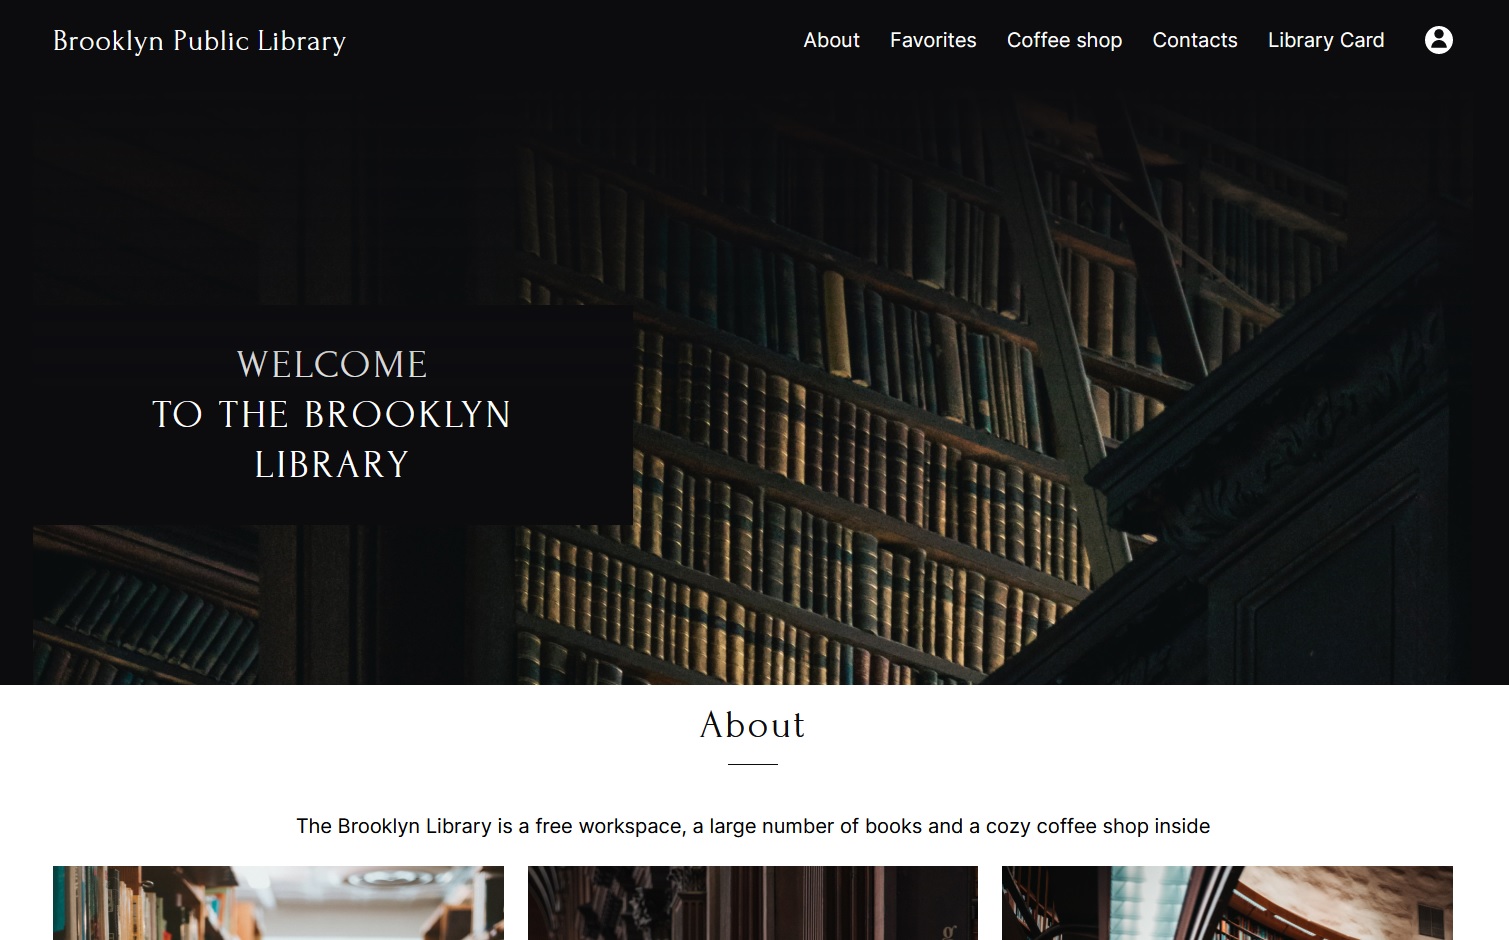 Brooklyn Public Library
About
Favorites
Coffee shop
Contacts
Library Card
WELCOME
TO THE BROOKLYN
LIBRARY
About
The Brooklyn Library is a free workspace, a large number of books and a cozy coffee shop inside